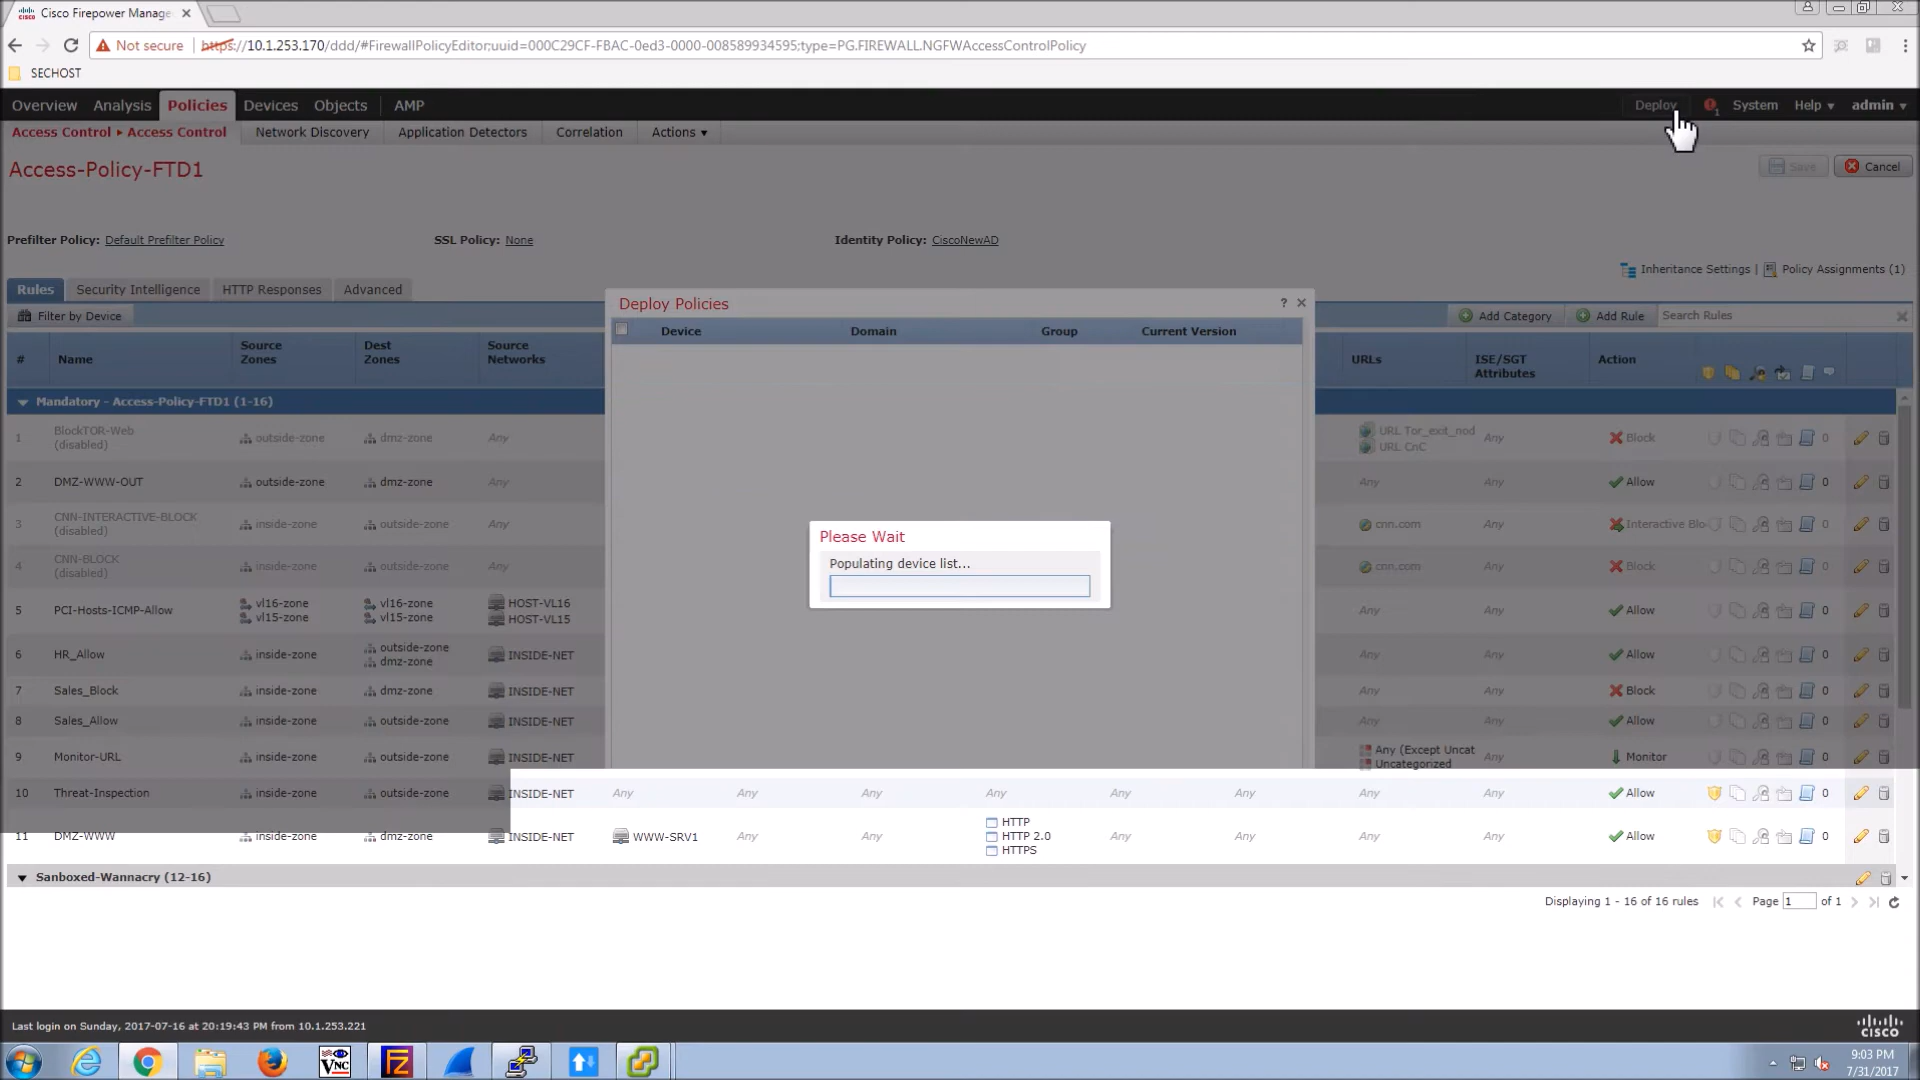 Cisco Firepower Manage
Not secure https://10.1.253.170/ddd/#FirewallPolicyEditor;uuid=000C29CF-FBAC-0ed3-0000-008589934595;type=PG.FIREWALL.NGFWAccessControlPolicy
SECHOST
Overview Analysis Policies Devices Objects AMP Deploy 1 System Help admin
Access Control Access Control Network Discovery Application Detectors Correlation Actions
Access-Policy-FTD1 Save Cancel
Prefilter Policy: Default Prefilter Policy SSL Policy: None Identity Policy: CiscoNewAD
Inheritance Settings | Policy Assignments (1)
Rules Security Intelligence HTTP Responses Advanced
Filter by Device Add Category Add Rule Search Rules
# Name Source Zones Dest Zones Source Networks URLs ISE/SGT Attributes Action
Deploy Policies ?
Device Domain Group Current Version
Please Wait
Populating device list...
Mandatory - Access-Policy-FTD1 (1-16)
1 BlockTOR-Web (disabled) outside-zone dmz-zone Any URL Tor_exit_nod URL CnC Any Block 0
2 DMZ-WWW-OUT outside-zone dmz-zone Any Any Any Allow 0
3 CNN-INTERACTIVE-BLOCK (disabled) inside-zone outside-zone Any cnn.com Any Interactive Blo 0
4 CNN-BLOCK (disabled) inside-zone outside-zone Any cnn.com Any Block 0
5 PCI-Hosts-ICMP-Allow vl16-zone vl15-zone vl16-zone vl15-zone HOST-VL16 HOST-VL15 Any Any Allow 0
6 HR_Allow inside-zone outside-zone dmz-zone INSIDE-NET Any Any Allow 0
7 Sales_Block inside-zone dmz-zone INSIDE-NET Any Any Block 0
8 Sales_Allow inside-zone outside-zone INSIDE-NET Any Any Allow 0
9 Monitor-URL inside-zone outside-zone INSIDE-NET Any (Except Uncat Uncategorized Any Monitor 0
10 Threat-Inspection inside-zone outside-zone INSIDE-NET Any Any Any Any Any Any Any Any Allow 0
11 DMZ-WWW inside-zone dmz-zone INSIDE-NET WWW-SRV1 Any Any HTTP HTTP 2.0 HTTPS Any Any Any Any Allow 0
Sanboxed-Wannacry (12-16)
Displaying 1 - 16 of 16 rules Page 1 of 1
Last login on Sunday, 2017-07-16 at 20:19:43 PM from 10.1.253.221
cisco
VNC FZ
9:03 PM
7/31/2017